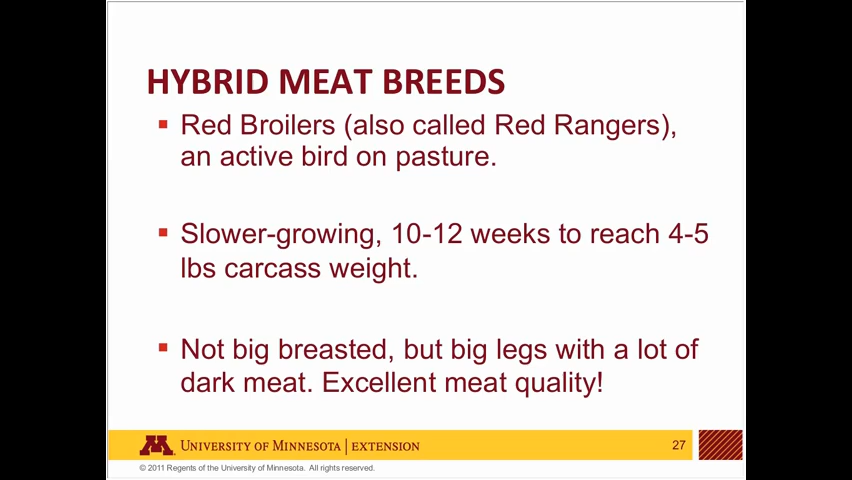 HYBRID MEAT BREEDS
▪ Red Broilers (also called Red Rangers),
an active bird on pasture.
▪ Slower-growing, 10-12 weeks to reach 4-5
lbs carcass weight.
▪ Not big breasted, but big legs with a lot of
dark meat. Excellent meat quality!
M UNIVERSITY OF MINNESOTA | EXTENSION
27
© 2011 Regents of the University of Minnesota. All rights reserved.